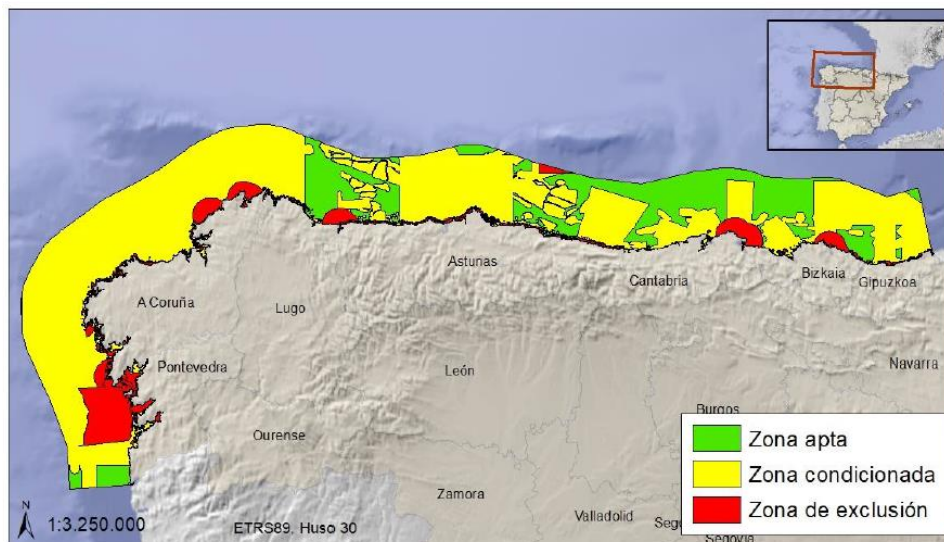 Asturias
Cantabria
Bizkaia
Gipuzkoa
A Coruña
Lugo
Navarra
Pontevedra
León
Burgos
Ourense
Zamora
Valladolid
Segovia
Zona apta
Zona condicionada
Zona de exclusión
N
1:3.250.000
ETRS89, Huso 30